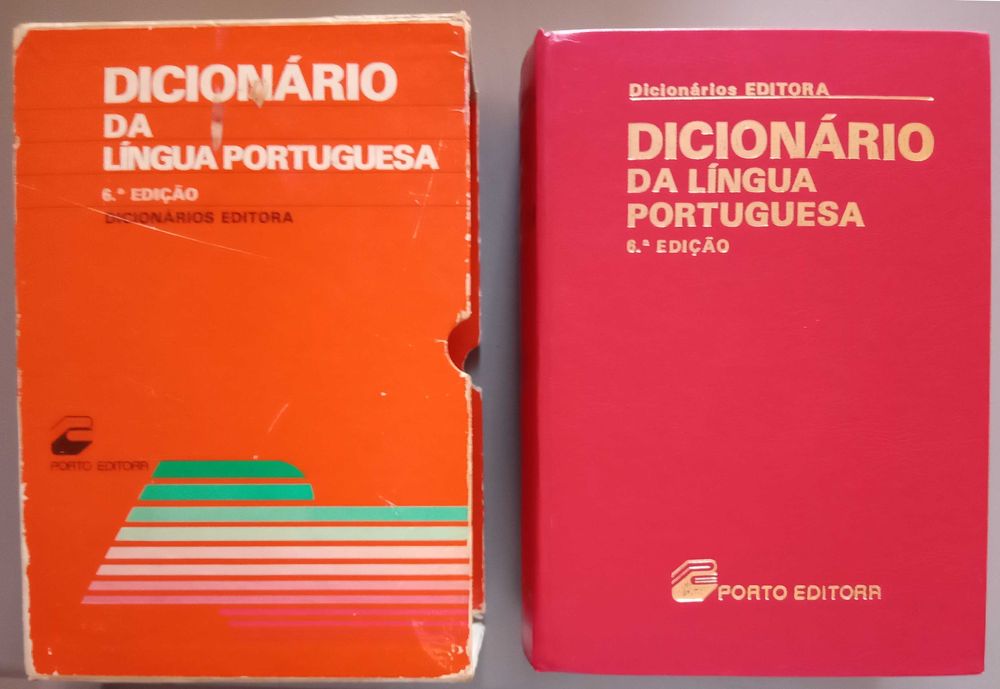 DICIONÁRIO
DA
LÍNGUA PORTUGUESA
6.ª EDIÇÃO
DICIONÁRIOS EDITORA
PORTO EDITORA
Dicionários EDITORA
DICIONÁRIO
DA LÍNGUA
PORTUGUESA
6.ª EDIÇÃO
PORTO EDITORA